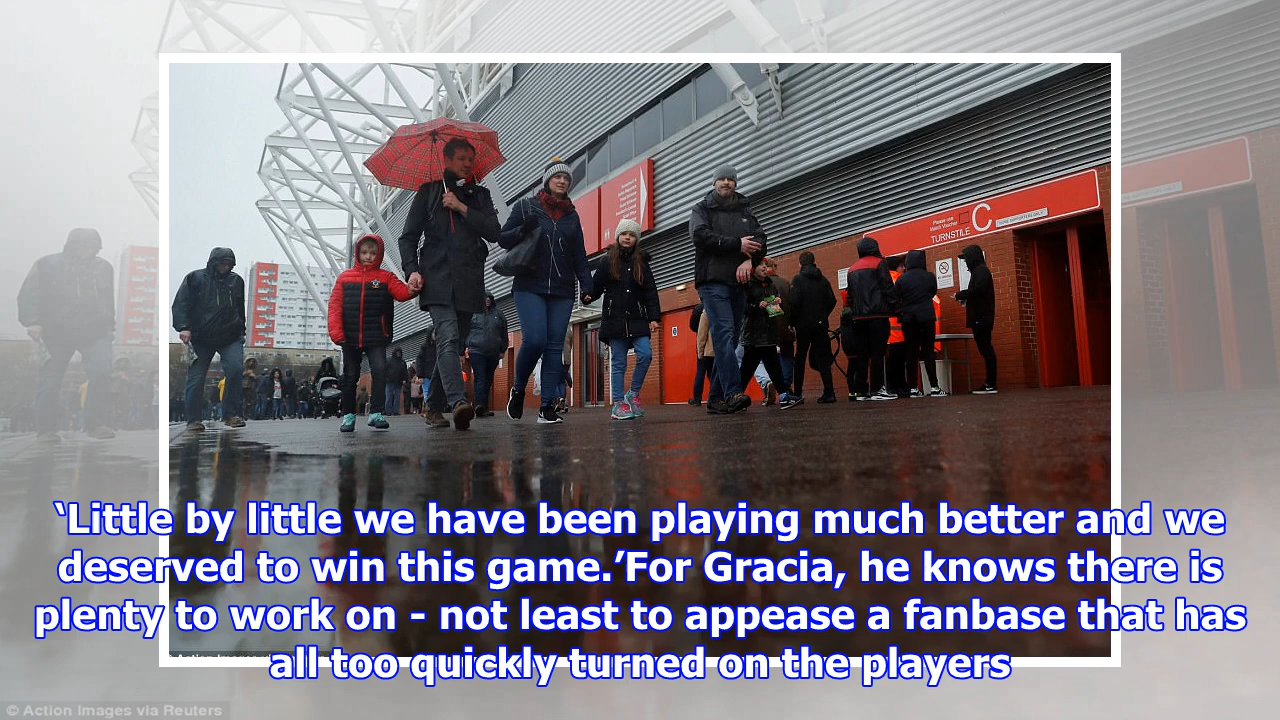 C
TURNSTILE
‘Little by little we have been playing much better and we
deserved to win this game.’For Gracia, he knows there is
plenty to work on - not least to appease a fanbase that has
all too quickly turned on the players
© Action Images via Reuters